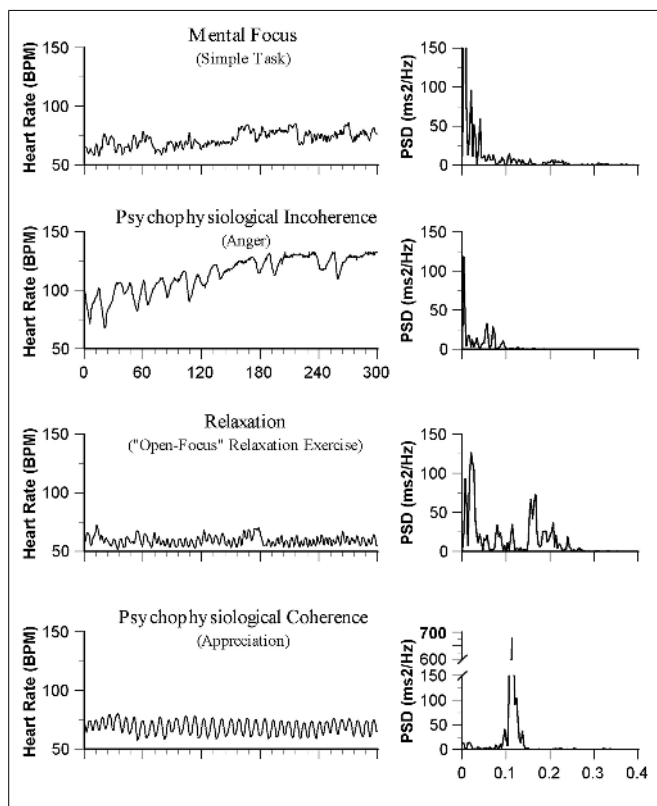 Mental Focus
(Simple Task)
Heart Rate (BPM)
150
100
50
PSD (ms2/Hz)
150
100
50
0
Psychophysiological Incoherence
(Anger)
Heart Rate (BPM)
150
100
50
0 60 120 180 240 300
PSD (ms2/Hz)
150
100
50
0
Relaxation
("Open-Focus" Relaxation Exercise)
Heart Rate (BPM)
150
100
50
PSD (ms2/Hz)
150
100
50
0
Psychophysiological Coherence
(Appreciation)
Heart Rate (BPM)
150
100
50
PSD (ms2/Hz)
700
600
150
100
50
0
0 0.1 0.2 0.3 0.4